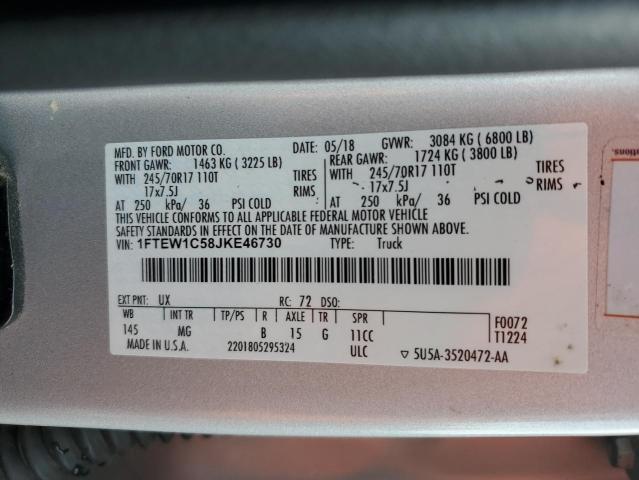 MFD. BY FORD MOTOR CO.
DATE: 05/18 GVWR: 3084 KG ( 6800 LB)
FRONT GAWR: 1463 KG ( 3225 LB) REAR GAWR: 1724 KG ( 3800 LB)
WITH 245/70R17 110T TIRES WITH 245/70R17 110T TIRES
17x7.5J RIMS 17x7.5J RIMS
AT 250 kPa/ 36 PSI COLD AT 250 kPa/ 36 PSI COLD
THIS VEHICLE CONFORMS TO ALL APPLICABLE FEDERAL MOTOR VEHICLE
SAFETY STANDARDS IN EFFECT ON THE DATE OF MANUFACTURE SHOWN ABOVE.
VIN: 1FTEW1C58JKE46730 TYPE: Truck
EXT PNT: UX RC: 72 DSO:
WB INT TR TP/PS R AXLE TR SPR F0072
145 MG B 15 G 11CC T1224
MADE IN U.S.A. 2201805295324 ULC ▽ 5U5A-3520472-AA